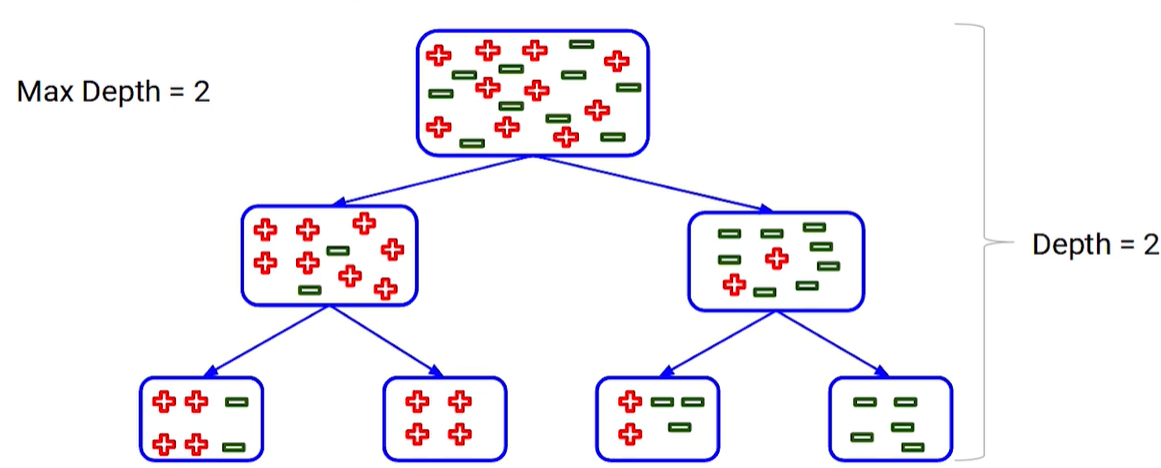 Max Depth = 2
Depth = 2